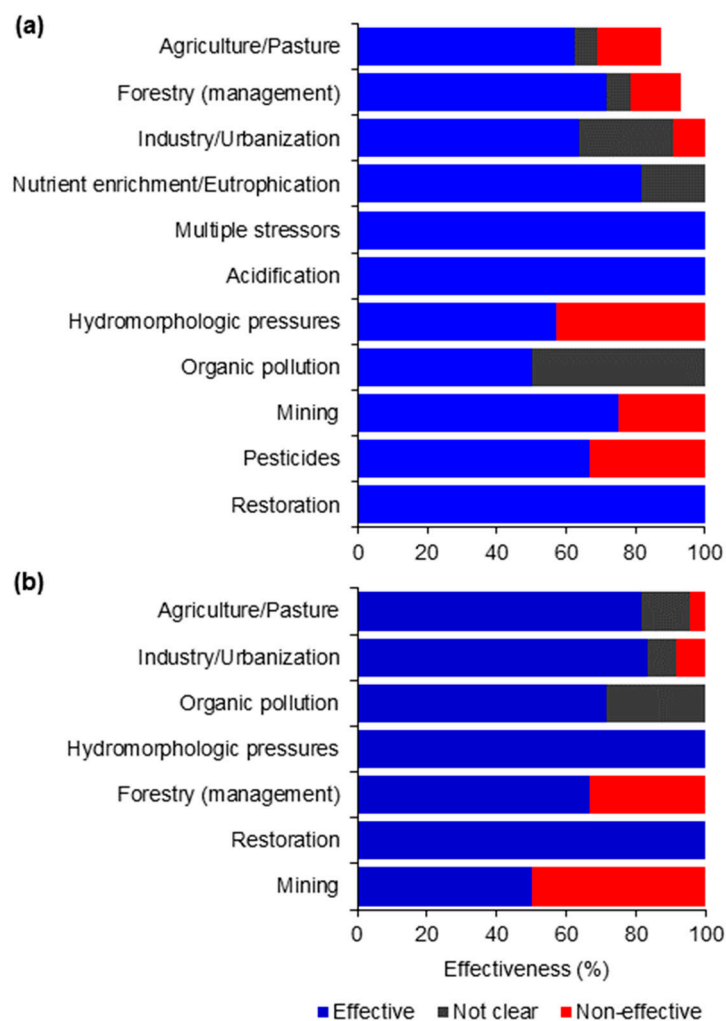 (a)
Agriculture/Pasture
Forestry (management)
Industry/Urbanization
Nutrient enrichment/Eutrophication
Multiple stressors
Acidification
Hydromorphologic pressures
Organic pollution
Mining
Pesticides
Restoration
0 20 40 60 80 100
(b)
Agriculture/Pasture
Industry/Urbanization
Organic pollution
Hydromorphologic pressures
Forestry (management)
Restoration
Mining
0 20 40 60 80 100
Effectiveness (%)
Effective Not clear Non-effective